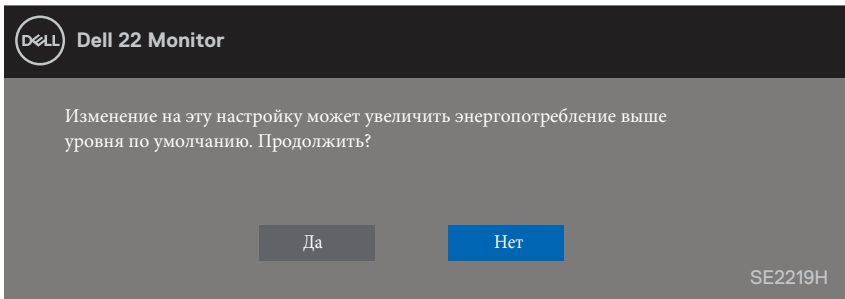 DELL Dell 22 Monitor
Изменение на эту настройку может увеличить энергопотребление выше
уровня по умолчанию. Продолжить?
Да Нет
SE2219H